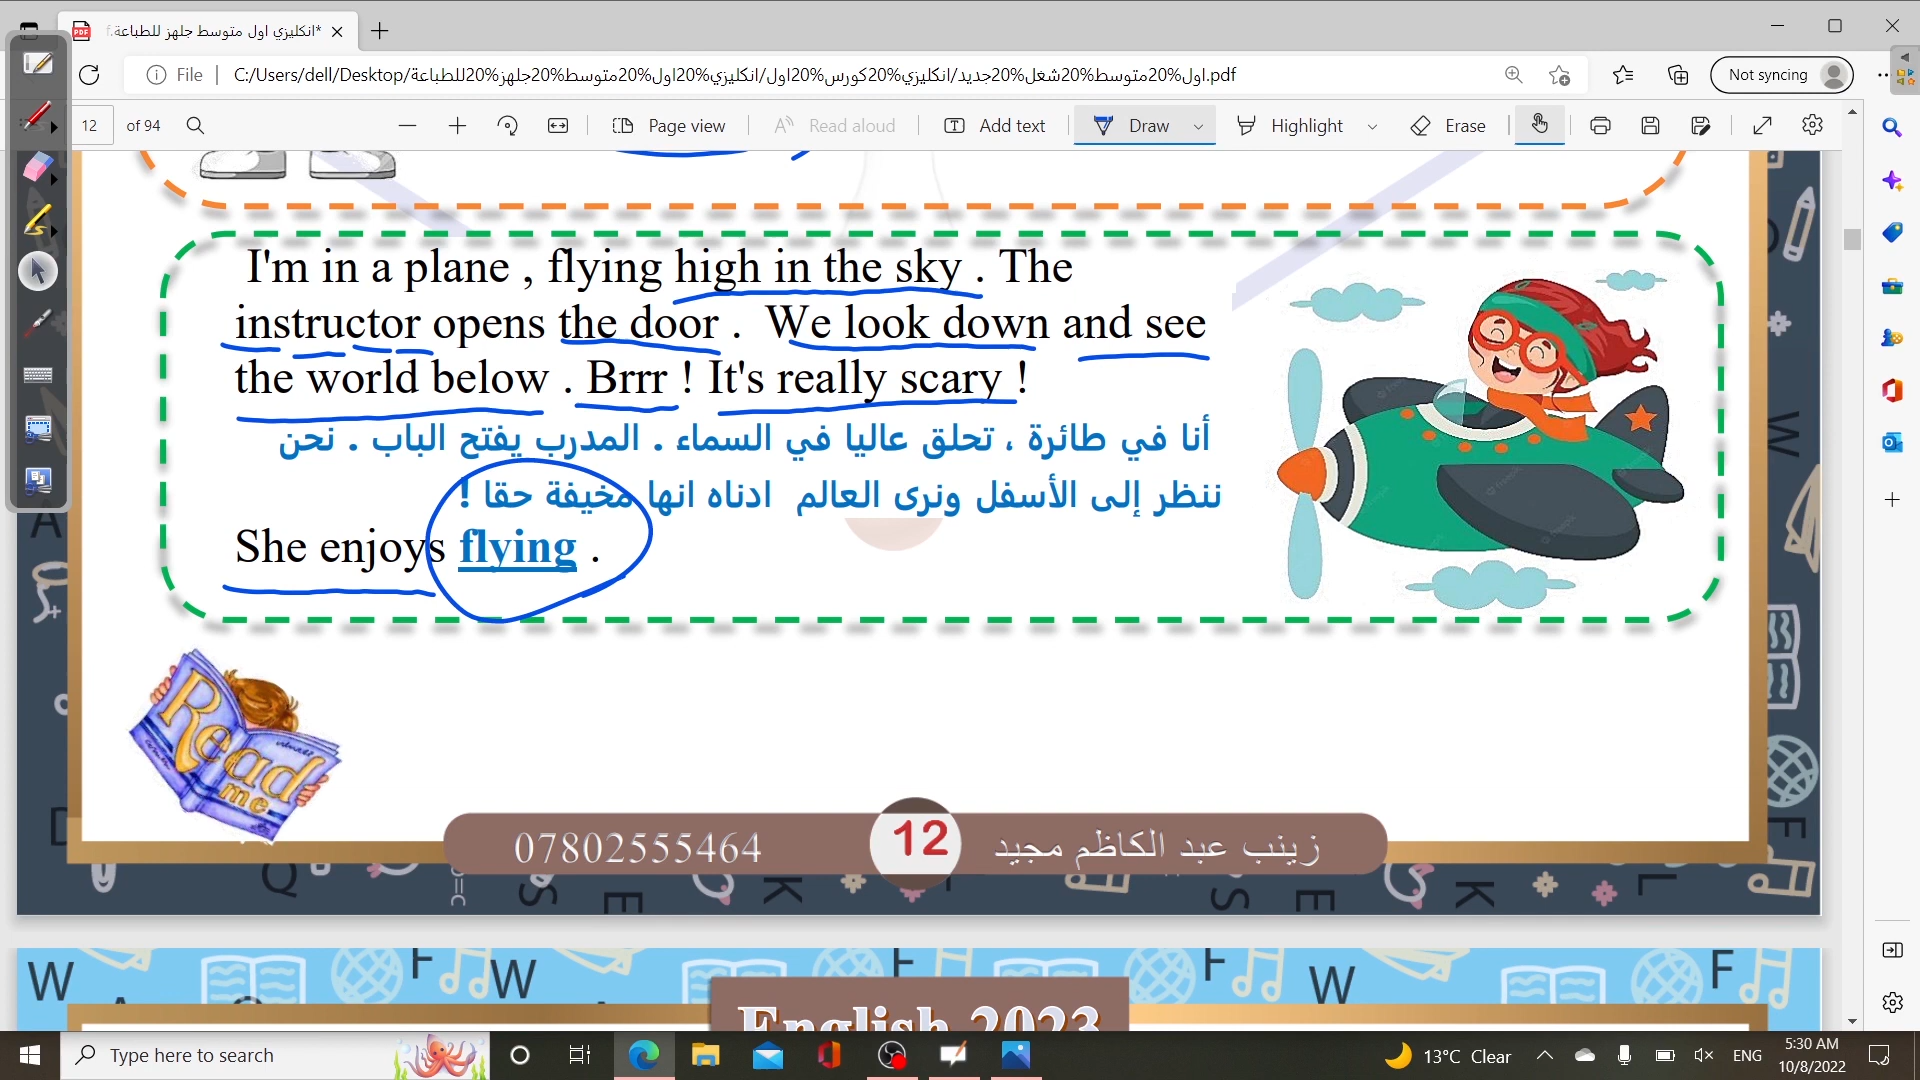 *انكليزي اول متوسط جلهز للطباعة.f
File
C:/Users/dell/Desktop/اول%20متوسط%20شغل%20جديد/انكليزي%20كورس%20اول/انكليزي%20اول%20متوسط%20جلهز%20للطباعة.pdf
Not syncing
12 of 94
Page view
Read aloud
Add text
Draw
Highlight
Erase
I'm in a plane , flying high in the sky . The
instructor opens the door . We look down and see
the world below . Brrr ! It's really scary !
أنا في طائرة ، تحلق عاليا في السماء . المدرب يفتح الباب . نحن
ننظر إلى الأسفل ونرى العالم ادناه انها مخيفة حقا !
She enjoys flying .
Read
me
07802555464
12
زينب عبد الكاظم مجيد
English 2023
Type here to search
13°C Clear
ENG
5:30 AM
10/8/2022